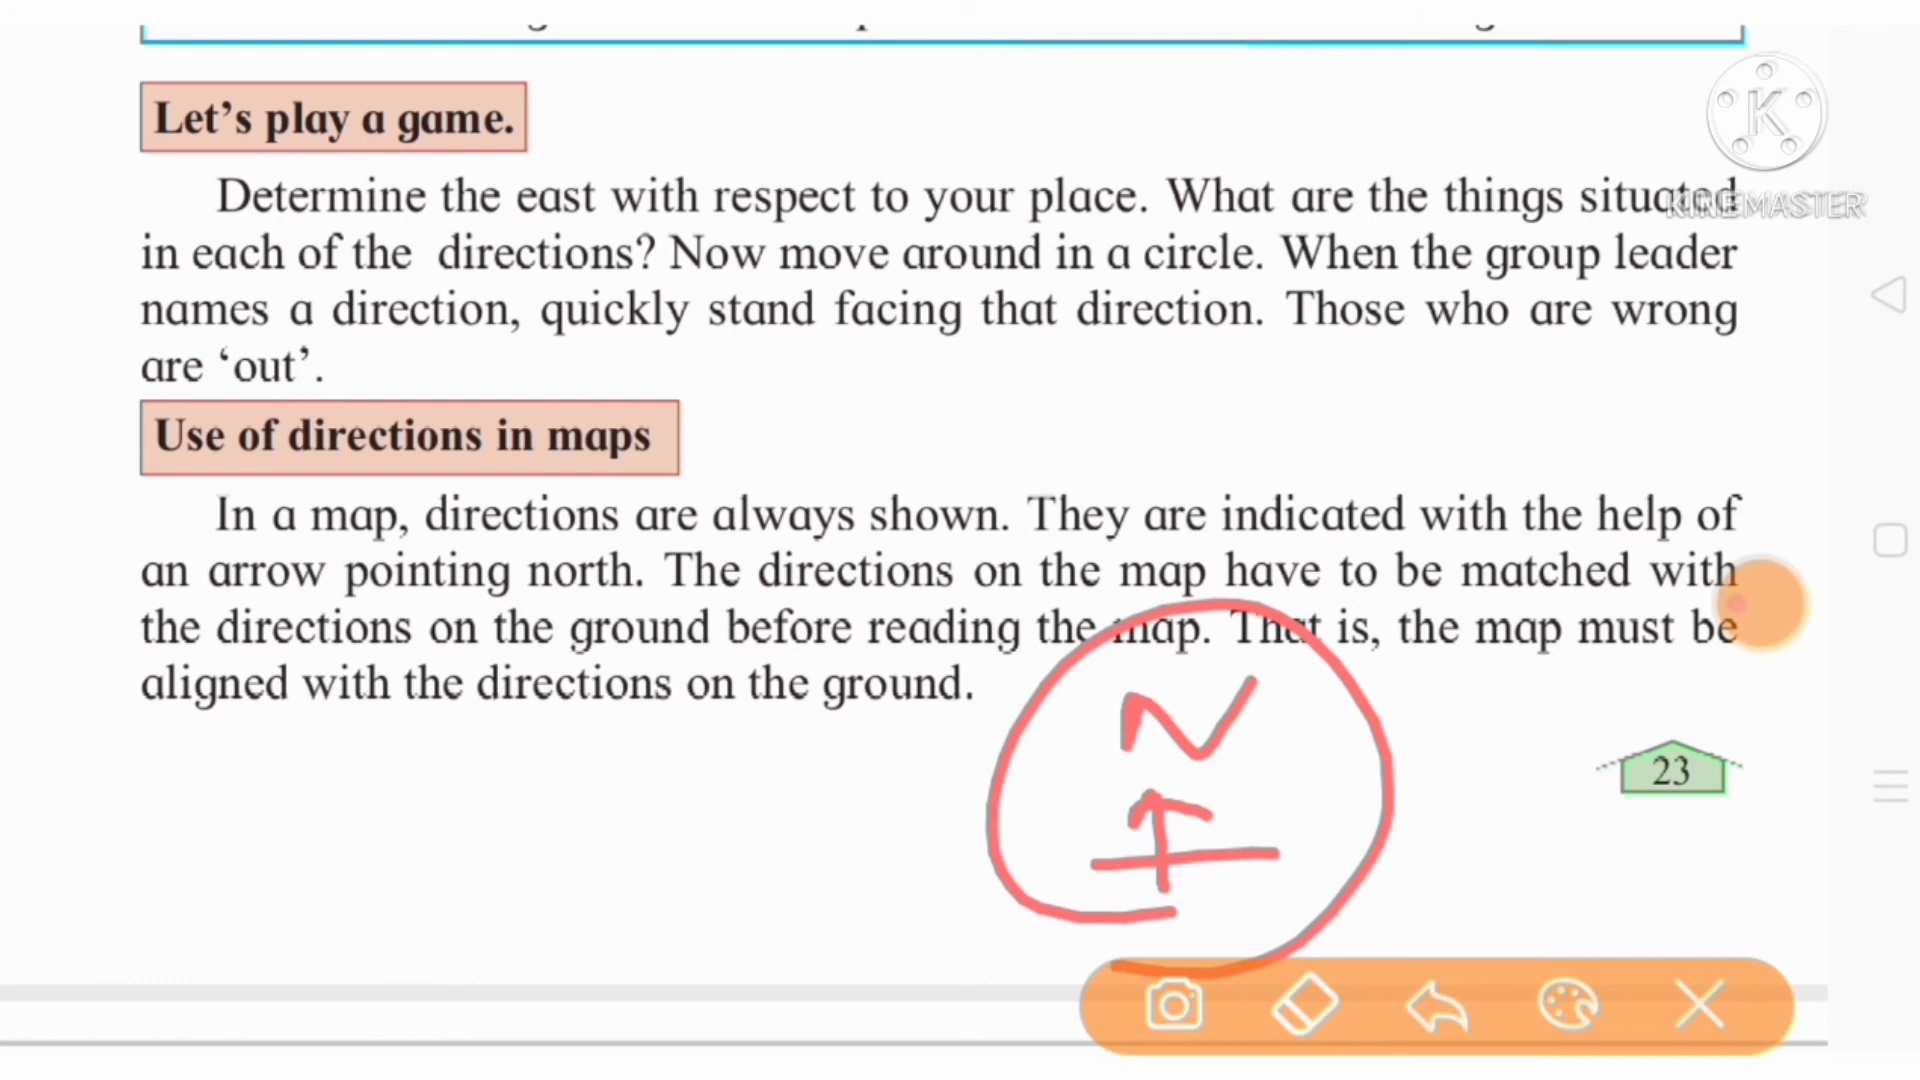 Let's play a game.
K
KINEMASTER
Determine the east with respect to your place. What are the things situated
in each of the directions? Now move around in a circle. When the group leader
names a direction, quickly stand facing that direction. Those who are wrong
are ‘out’.
Use of directions in maps
In a map, directions are always shown. They are indicated with the help of
an arrow pointing north. The directions on the map have to be matched with
the directions on the ground before reading the map. That is, the map must be
aligned with the directions on the ground.
N
23